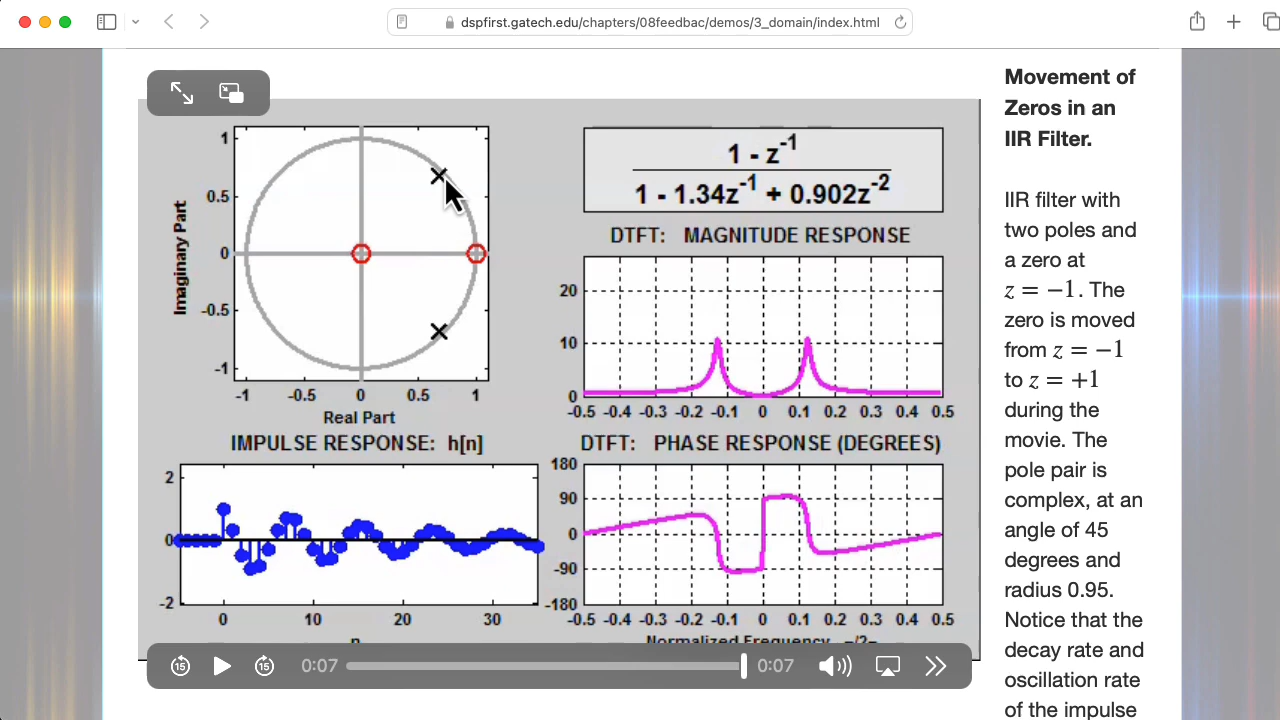 dspfirst.gatech.edu/chapters/08feedbac/demos/3_domain/index.html
1
0.5
0
-0.5
-1
Imaginary Part
-1 -0.5 0 0.5 1
Real Part
1 - z^-1
1 - 1.34z^-1 + 0.902z^-2
DTFT: MAGNITUDE RESPONSE
20
10
0
-0.5 -0.4 -0.3 -0.2 -0.1 0 0.1 0.2 0.3 0.4 0.5
IMPULSE RESPONSE: h[n]
2
0
-2
0 10 20 30
DTFT: PHASE RESPONSE (DEGREES)
180
90
0
-90
-180
-0.5 -0.4 -0.3 -0.2 -0.1 0 0.1 0.2 0.3 0.4 0.5
Normalized Frequency
15 15 0:07 0:07
Movement of
Zeros in an
IIR Filter.
IIR filter with
two poles and
a zero at
z = −1. The
zero is moved
from z = −1
to z = +1
during the
movie. The
pole pair is
complex, at an
angle of 45
degrees and
radius 0.95.
Notice that the
decay rate and
oscillation rate
of the impulse